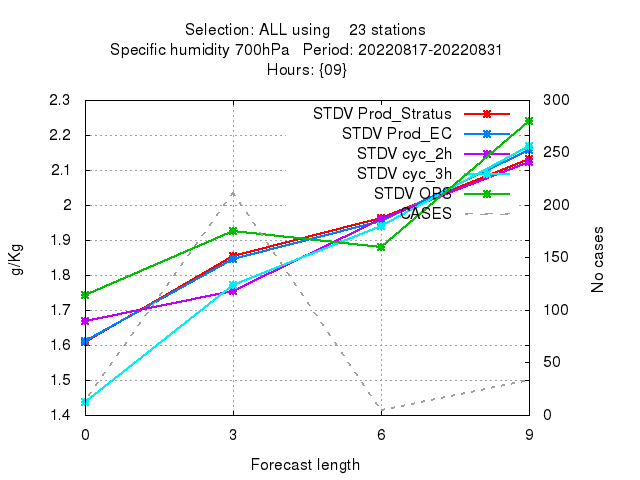 Selection: ALL using    23 stations
Specific humidity 700hPa   Period: 20220817-20220831
Hours: {09}
STDV Prod_Stratus
STDV Prod_EC
STDV cyc_2h
STDV cyc_3h
STDV OBS
CASES
2.3
2.2
2.1
2
1.9
1.8
1.7
1.6
1.5
1.4
g/Kg
300
250
200
150
100
50
0
No cases
0 3 6 9
Forecast length